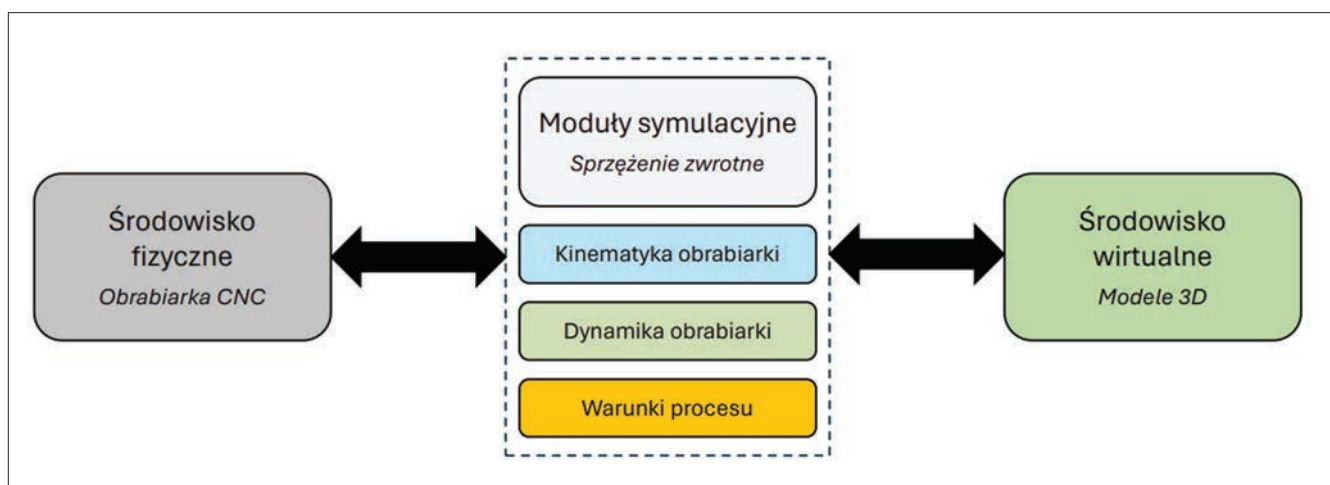 Środowisko
fizyczne
Obrabiarka CNC
Moduły symulacyjne
Sprzężenie zwrotne
Kinematyka obrabiarki
Dynamika obrabiarki
Warunki procesu
Środowisko
wirtualne
Modele 3D